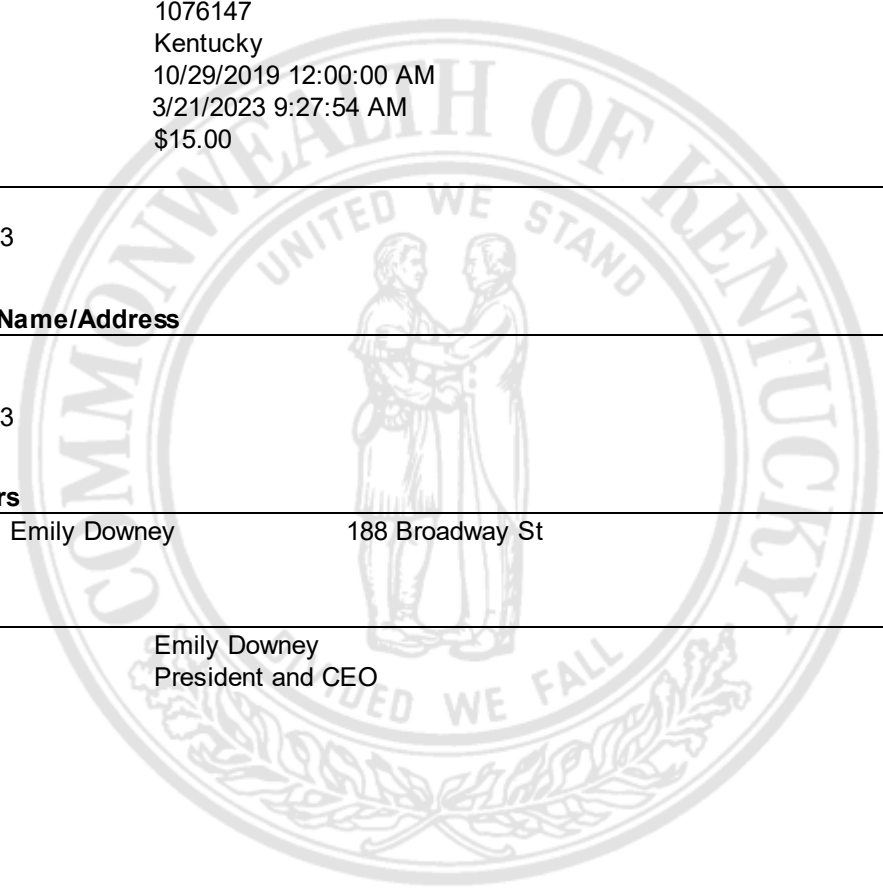 1076147
Kentucky
10/29/2019 12:00:00 AM
3/21/2023 9:27:54 AM
$15.00
3
Name/Address
3
rs
Emily Downey 188 Broadway St
Emily Downey
President and CEO
COMMONWEALTH OF KENTUCKY
UNITED WE STAND
WE FALL